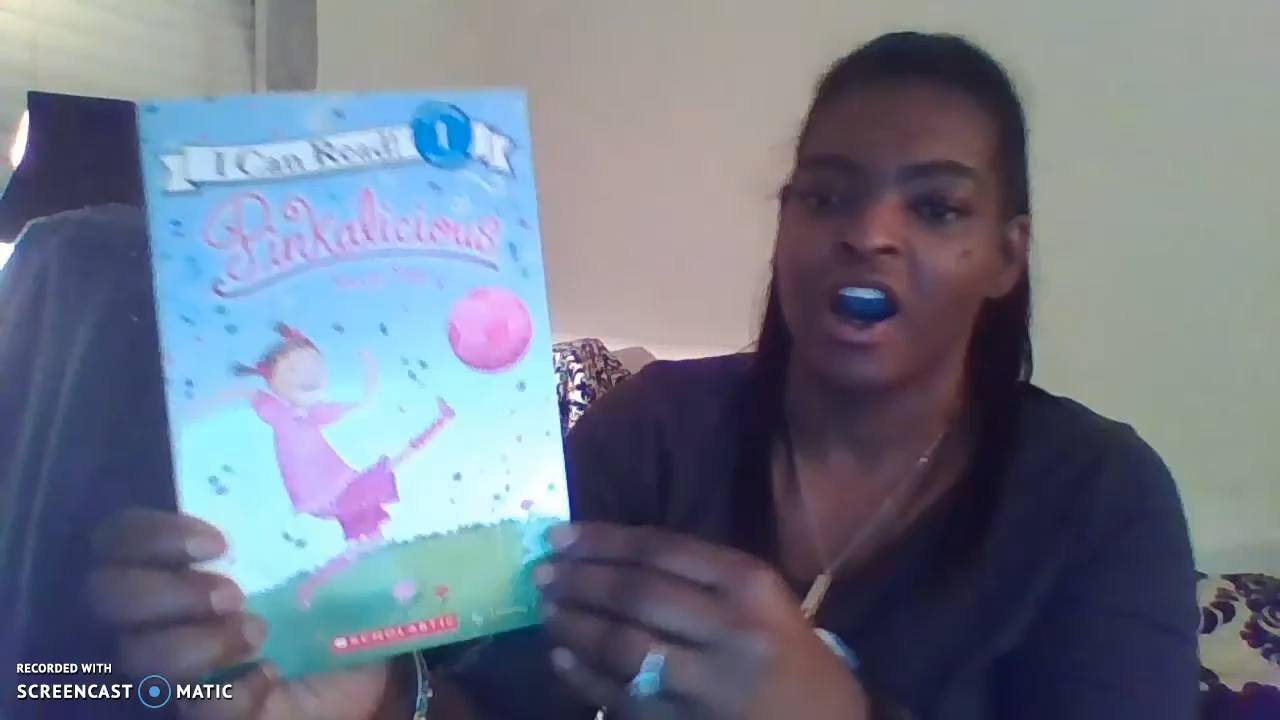 I Can Read!
1
Pinkalicious
SCHOLASTIC
RECORDED WITH
SCREENCAST MATIC